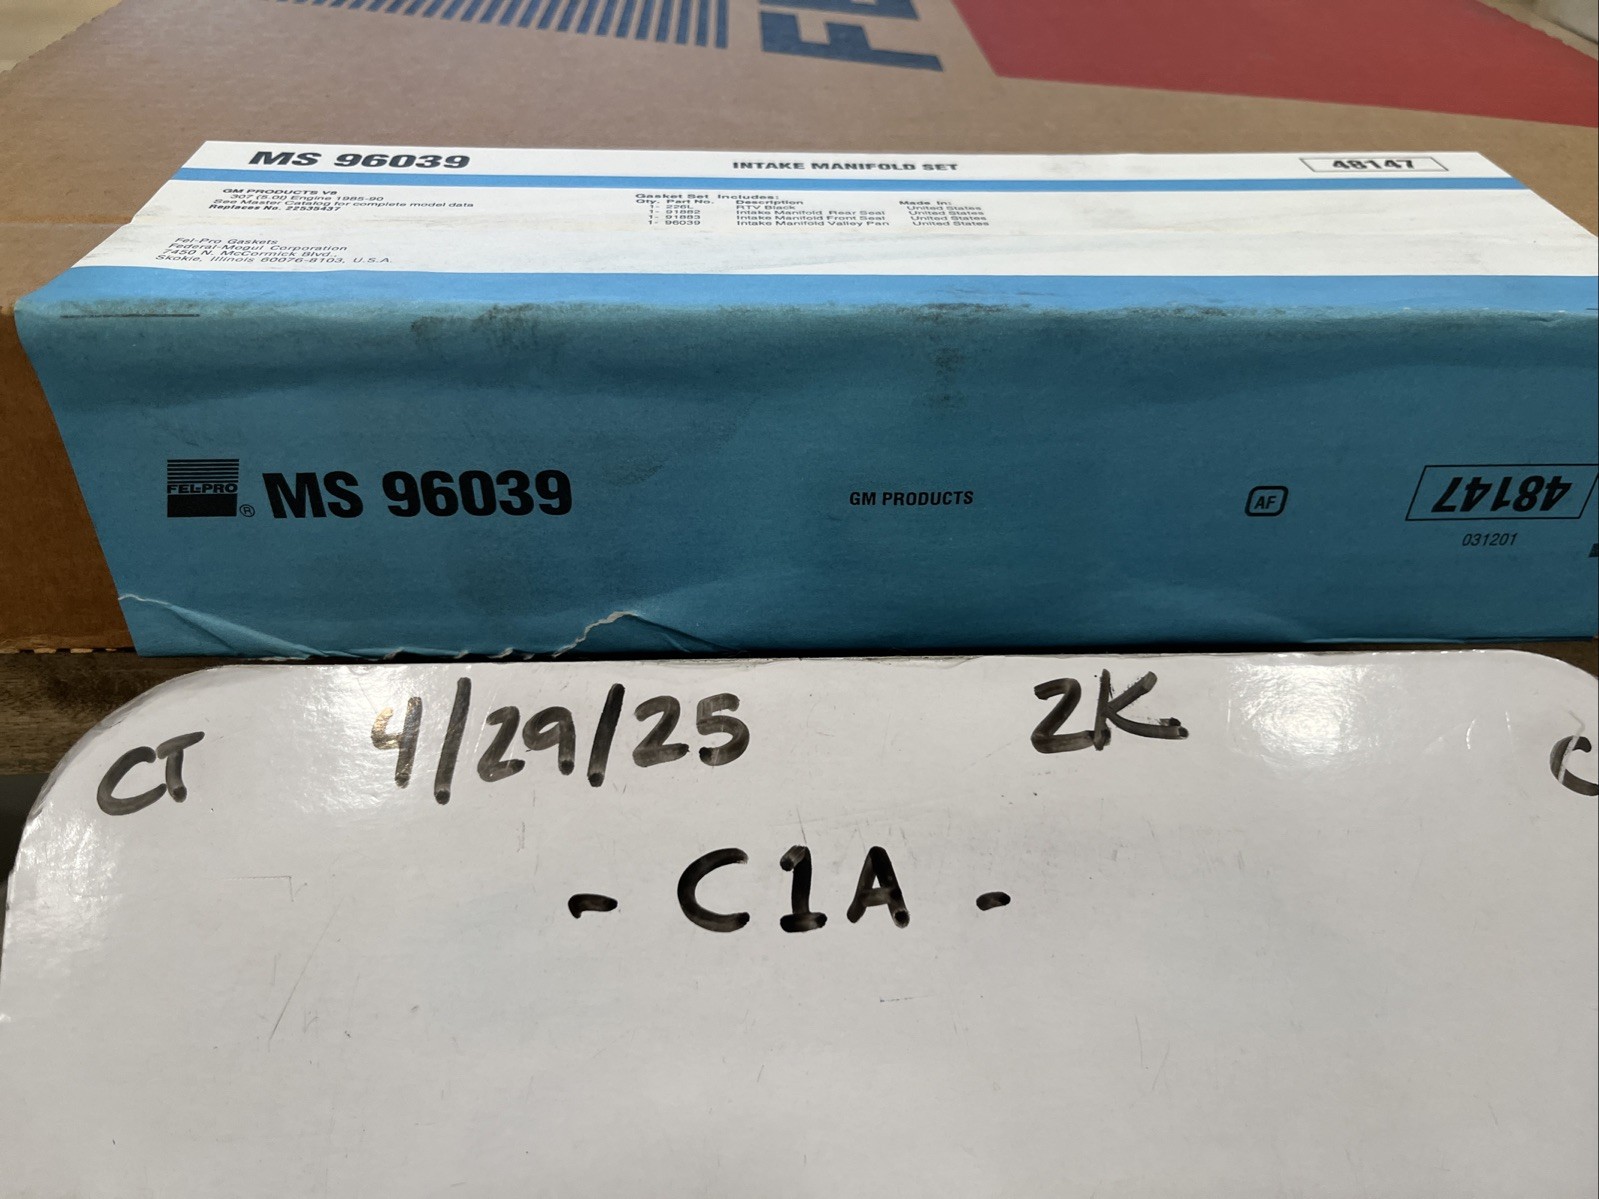 MS 96039 INTAKE MANIFOLD SET 48147
GM PRODUCTS V8
307 (5.0l) Engine 1985-90
See Master Catalog for complete model data
Replaces No. 22535437
Gasket Set Includes:
Qty. Part No. Description Made In:
1- 226L RTV Black United States
1- 91882 Intake Manifold Rear Seal United States
1- 91883 Intake Manifold Front Seal United States
1- 96039 Intake Manifold Valley Pan United States
Fel-Pro Gaskets
Federal-Mogul Corporation
7450 N. McCormick Blvd.,
Skokie, Illinois 60076-8103, U.S.A.
FEL-PRO ® MS 96039 GM PRODUCTS AF 48147
031201
CT 4/29/25 2K C
- C1A -